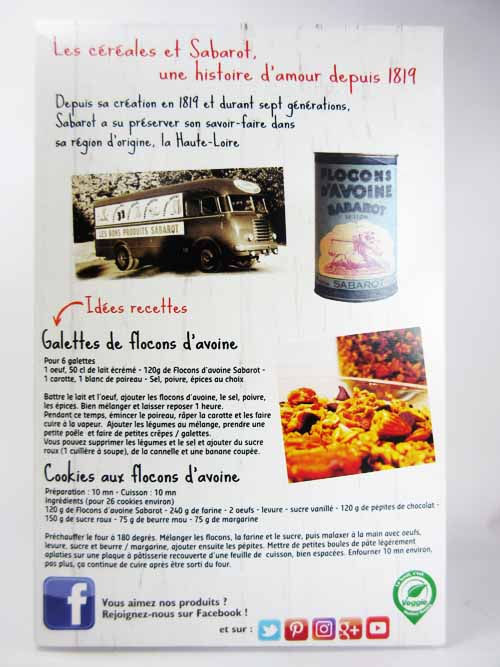 Les céréales et Sabarot,
une histoire d'amour depuis 1819
Depuis sa création en 1819 et durant sept générations,
Sabarot a su préserver son savoir-faire dans
sa région d'origine, la Haute-Loire
LES BONS PRODUITS SABAROT
FLOCONS
D'AVOINE
SABAROT
SABAROT
Idées recettes
Galettes de flocons d'avoine
Pour 6 galettes
1 oeuf, 50 cl de lait écrémé - 120g de Flocons d'avoine Sabarot -
1 carotte, 1 blanc de poireau - Sel, poivre, épices au choix
Battre le lait et l'oeuf, ajouter les flocons d'avoine, le sel, poivre,
les épices. Bien mélanger et laisser reposer 1 heure.
Pendant ce temps, émincer le poireau, râper la carotte et les faire
cuire à la vapeur. Ajouter les légumes au mélange, prendre une
petite poêle et faire de petites crêpes / galettes.
Vous pouvez supprimer les légumes et le sel et ajouter du sucre
roux (1 cuillère à soupe), de la cannelle et une banane coupée.
Cookies aux flocons d'avoine
Préparation : 10 mn - Cuisson : 10 mn
Ingrédients (pour 26 cookies environ)
120 g de Flocons d'avoine Sabarot - 240 g de farine - 2 oeufs - levure - sucre vanillé - 120 g de pépites de chocolat -
150 g de sucre roux - 75 g de beurre mou - 75 g de margarine
Préchauffer le four à 180 degrés. Mélanger les flocons, la farine et le sucre, puis malaxer à la main avec oeufs,
levure, sucre et beurre / margarine, ajouter ensuite les pépites. Mettre de petites boules de pâte légèrement
aplaties sur une plaque à pâtisserie recouverte d'une feuille de cuisson, bien espacées. Enfourner 10 mn environ,
pas plus, ça continue de cuire après être sorti du four.
f
Vous aimez nos produits ?
Rejoignez-nous sur Facebook !
et sur :
g+
YouTube
Veggie